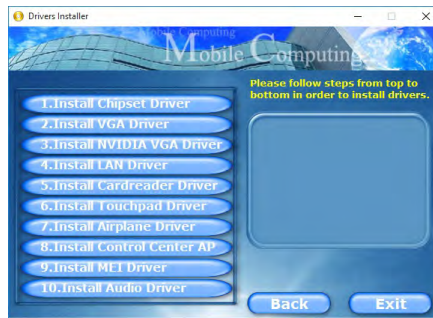 Drivers Installer
Mobile Computing
Mobile Computing
Please follow steps from top to
bottom in order to install drivers.
1.Install Chipset Driver
2.Install VGA Driver
3.Install NVIDIA VGA Driver
4.Install LAN Driver
5.Install Cardreader Driver
6.Install Touchpad Driver
7.Install Airplane Driver
8.Install Control Center AP
9.Install MEI Driver
10.Install Audio Driver
Back
Exit